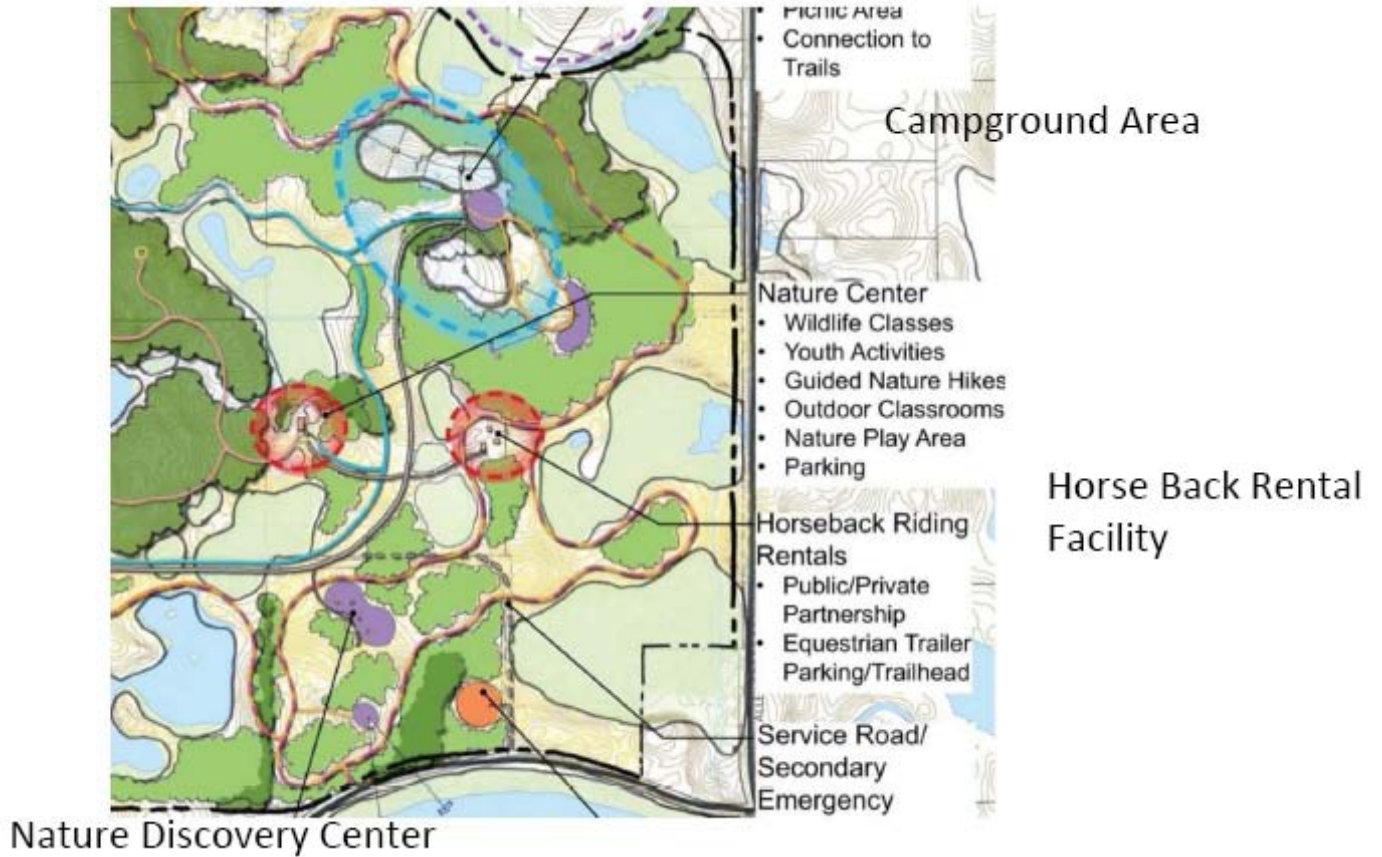 Picnic Area
• Connection to
Trails
Campground Area
Nature Center
• Wildlife Classes
• Youth Activities
• Guided Nature Hikes
• Outdoor Classrooms
• Nature Play Area
• Parking
Horse Back Rental
Facility
Horseback Riding
Rentals
• Public/Private
Partnership
• Equestrian Trailer
Parking/Trailhead
Service Road/
Secondary
Emergency
Nature Discovery Center